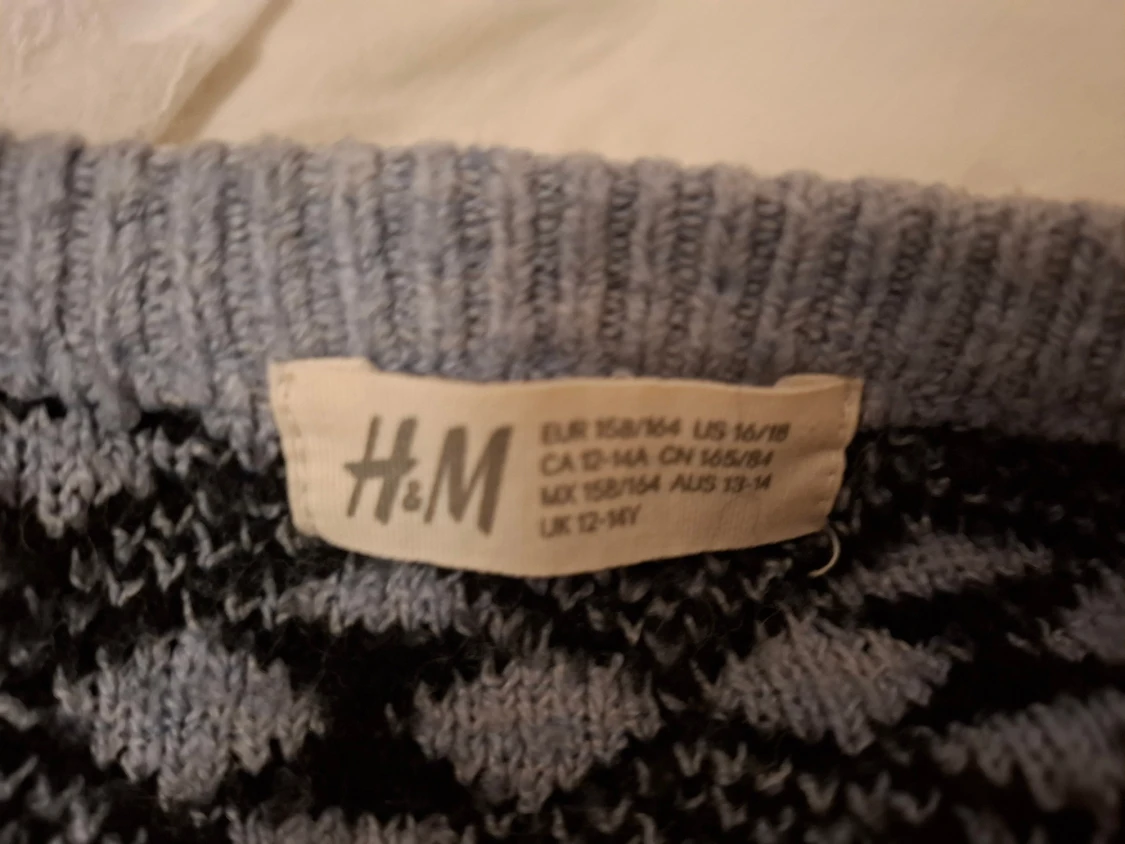 H&M
EUR 158/164 US 16/18
CA 12-14A CN 165/84
MX 158/164 AUS 13-14
UK 12-14Y